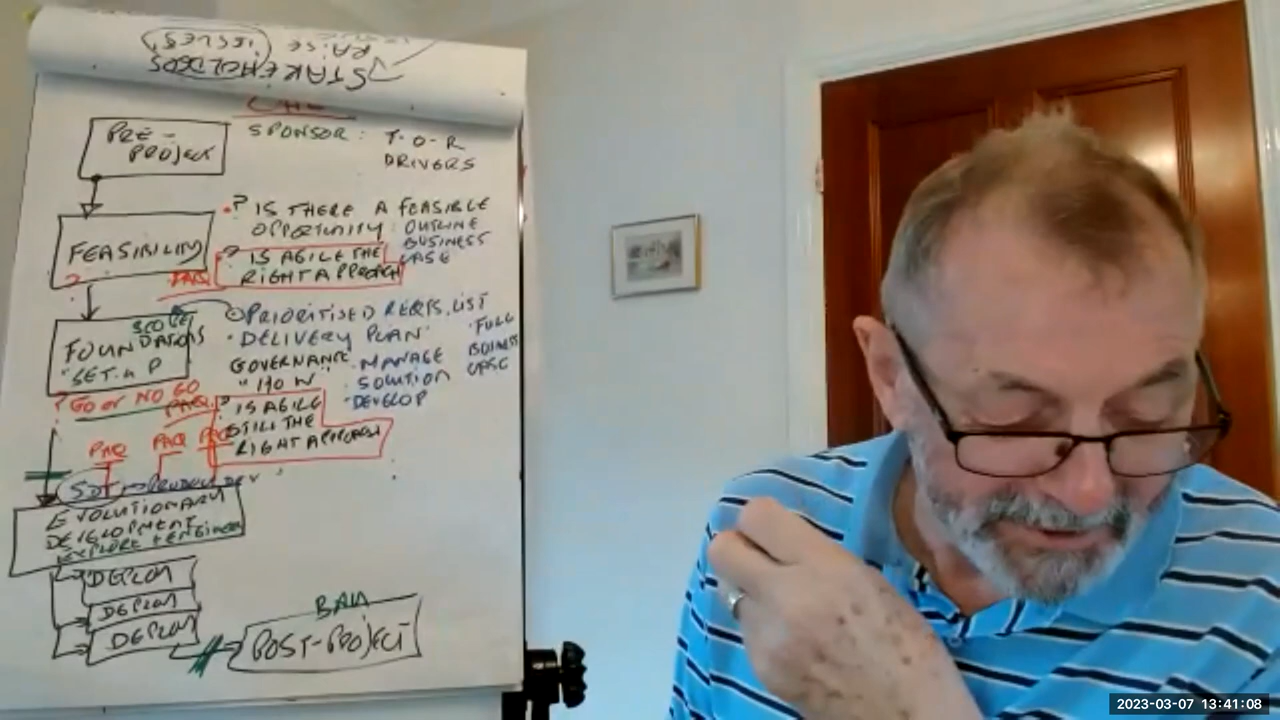 STAKEHOLDERS
RAISE
ISSUES
PRE-
PROJECT
SPONSOR: T.O.R
DRIVERS
FEASIBILITY
?
PAQ
? IS THERE A FEASIBLE
OPPORTUNITY
OUTLINE
BUSINESS
CASE
? IS AGILE THE
RIGHT APPROACH
SCOPE
FOUNDATIONS
"SET UP
PRIORITISED REQTS. LIST
DELIVERY PLAN
GOVERNANCE
"HOW
MANAGE
SOLUTION
DEVELOP
FULL
BUSINESS
CASE
? GO or NO GO
PAQ
? IS AGILE
STILL THE
RIGHT APPROACH
PAQ PAQ PAQ
EVOLUTIONARY
DEVELOPMENT
EXPLORE + ENGINEER
DEPLOY
DEPLOY
DEPLOY
BAU
POST-PROJECT
2023-03-07 13:41:08